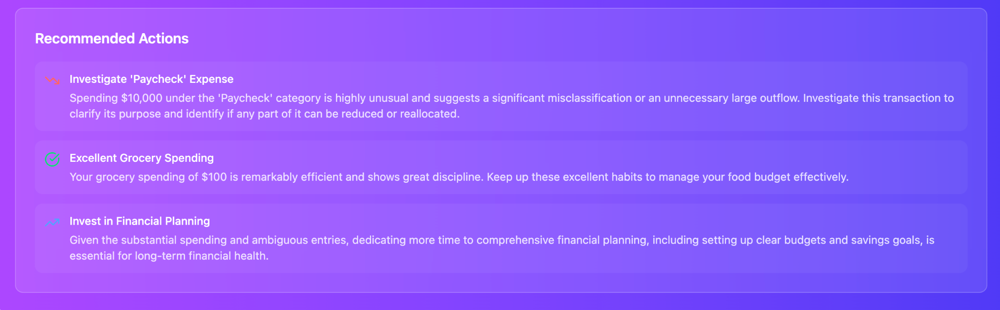 Recommended Actions
Investigate 'Paycheck' Expense
Spending $10,000 under the 'Paycheck' category is highly unusual and suggests a significant misclassification or an unnecessary large outflow. Investigate this transaction to
clarify its purpose and identify if any part of it can be reduced or reallocated.
Excellent Grocery Spending
Your grocery spending of $100 is remarkably efficient and shows great discipline. Keep up these excellent habits to manage your food budget effectively.
Invest in Financial Planning
Given the substantial spending and ambiguous entries, dedicating more time to comprehensive financial planning, including setting up clear budgets and savings goals, is
essential for long-term financial health.